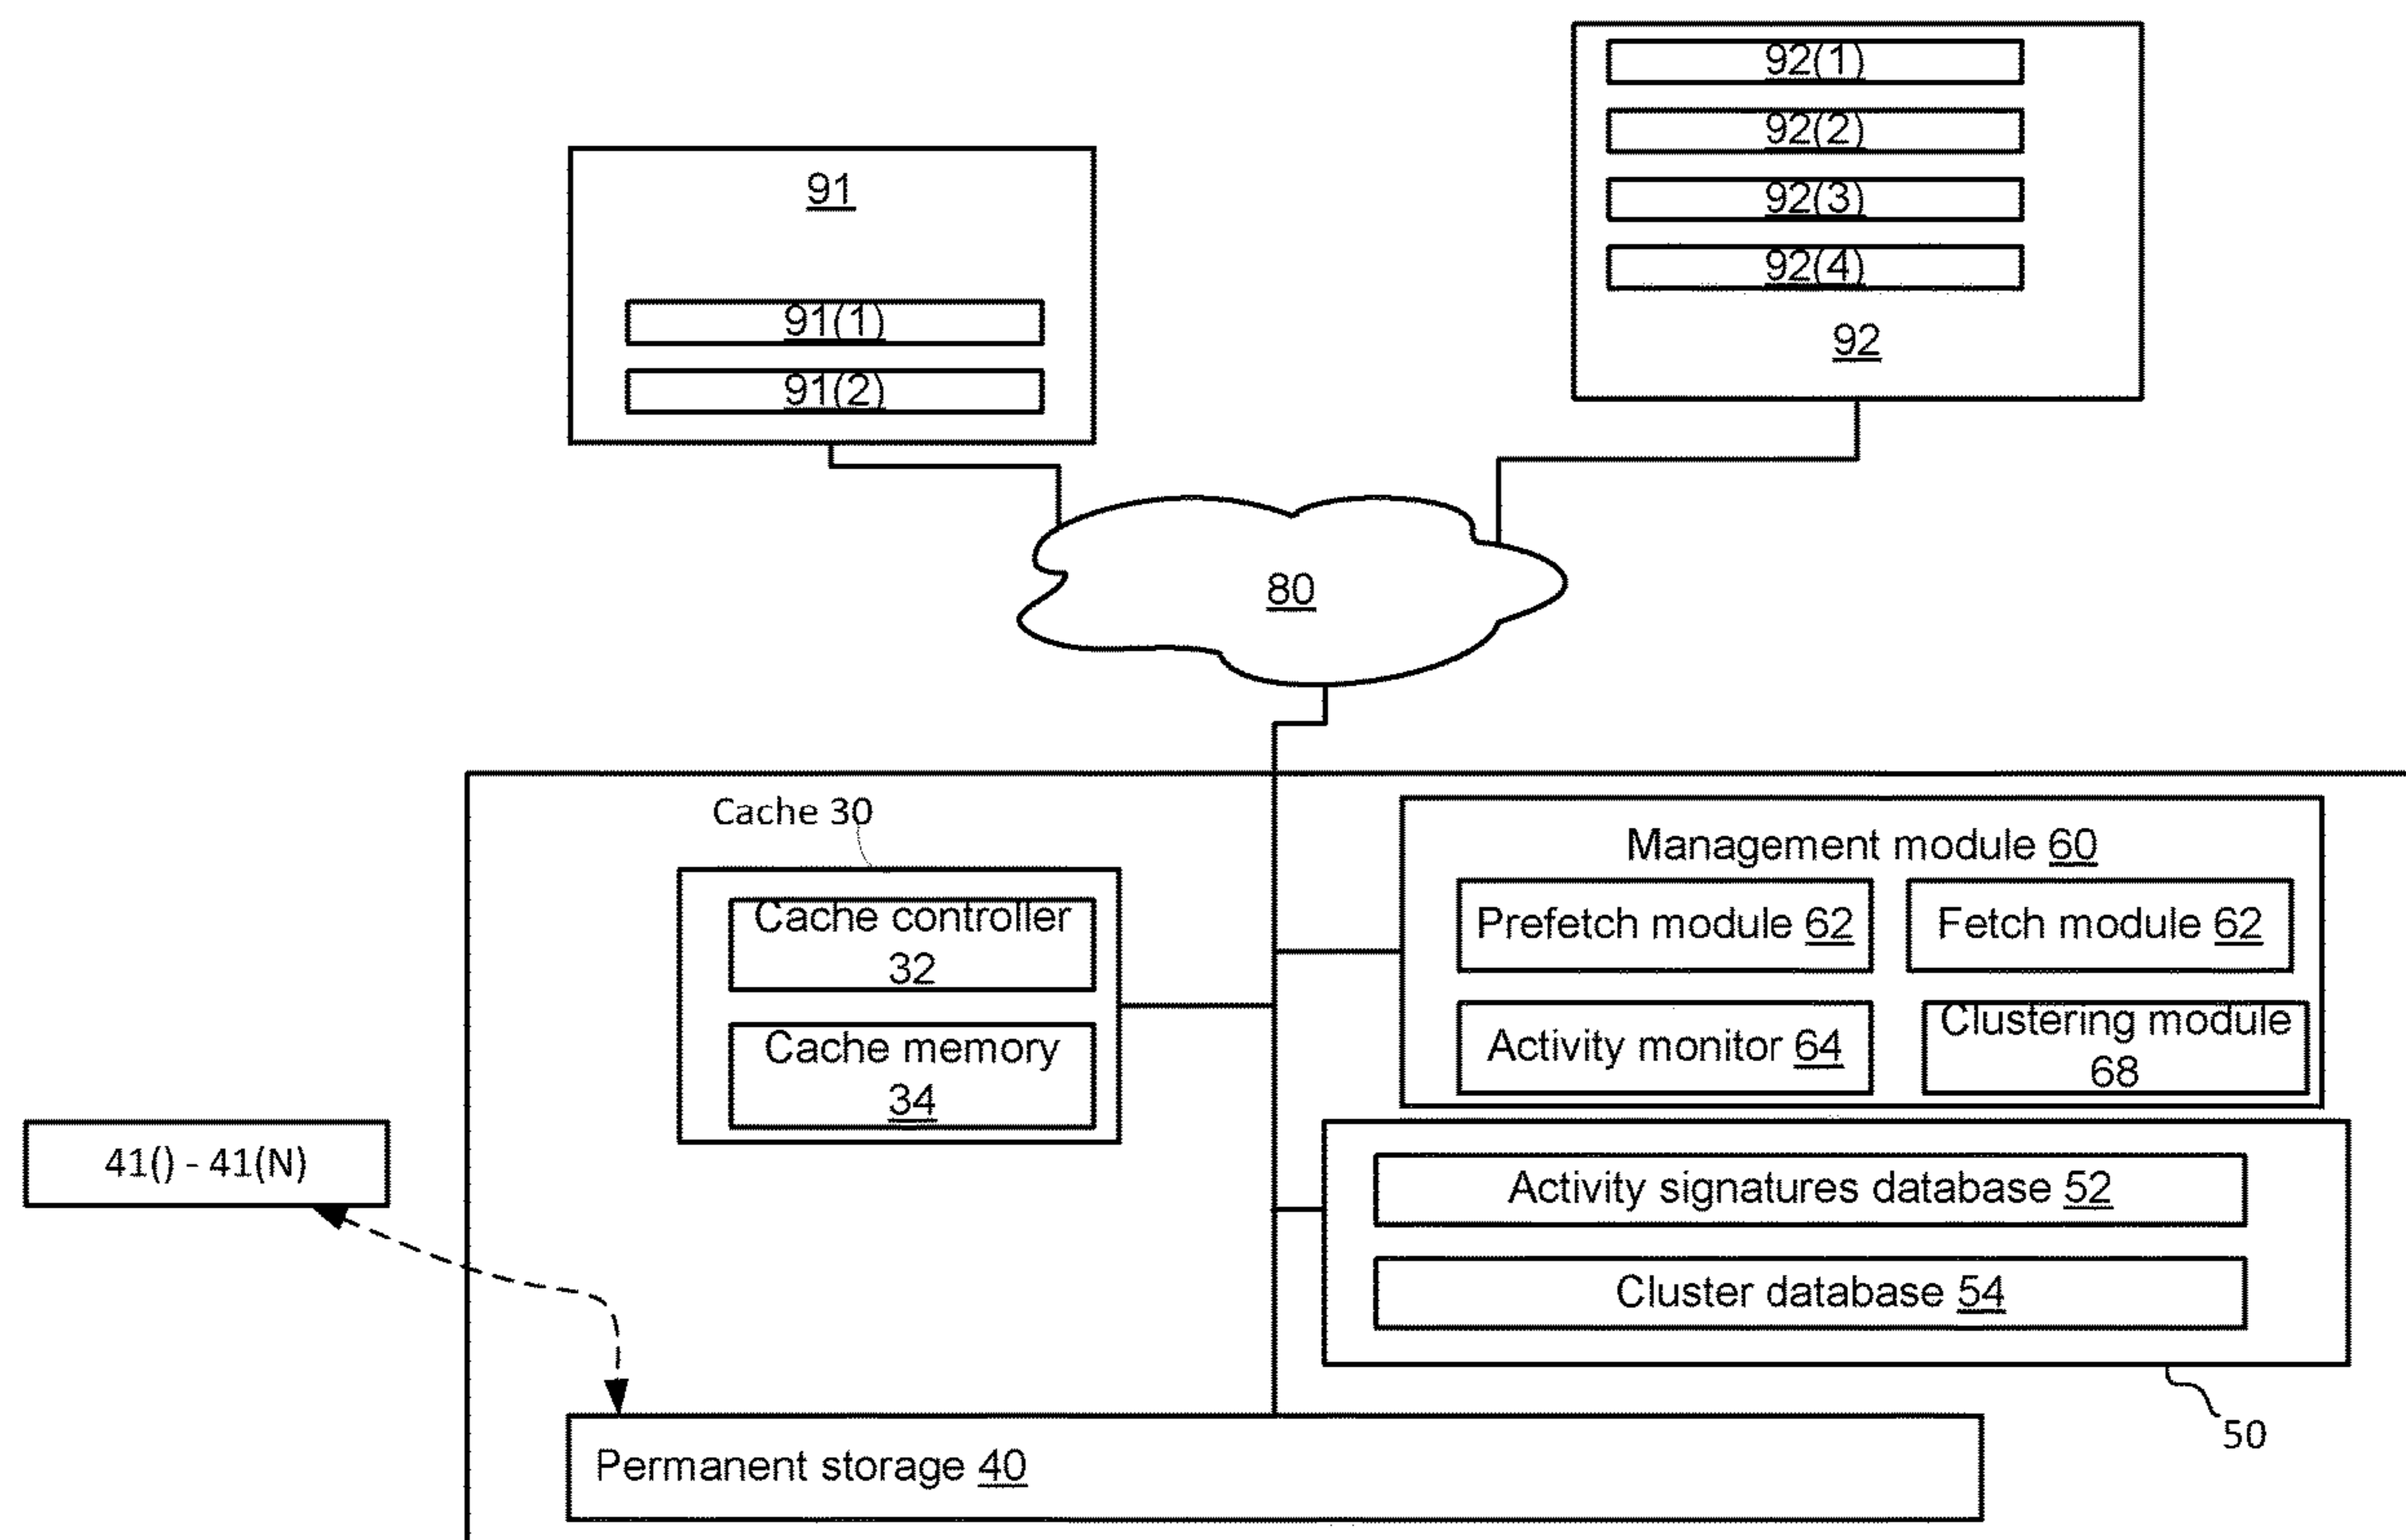 92(1)
92(2)
92(3)
92(4)
92
91
91(1)
91(2)
80
Cache 30
Cache controller
32
Cache memory
34
Management module 60
Prefetch module 62
Fetch module 62
Activity monitor 64
Clustering module
68
41() - 41(N)
Activity signatures database 52
Cluster database 54
50
Permanent storage 40